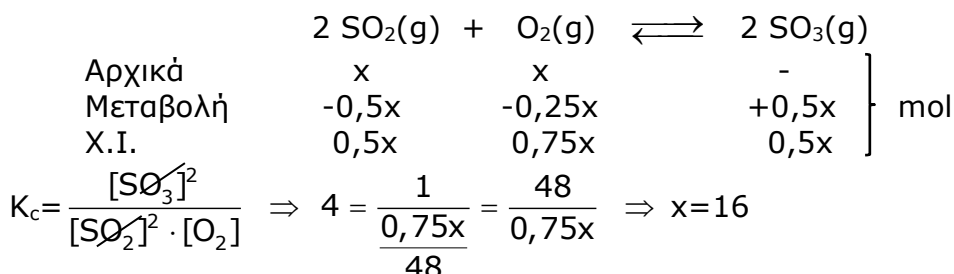 2 SO₂(g) + O₂(g) ⇌ 2 SO₃(g)
Αρχικά x x -
Μεταβολή -0,5x -0,25x +0,5x mol
Χ.Ι. 0,5x 0,75x 0,5x
K_c = [SO₃]² / ([SO₂]² · [O₂]) ⇒ 4 = 1 / (0,75x / 48) = 48 / 0,75x ⇒ x=16